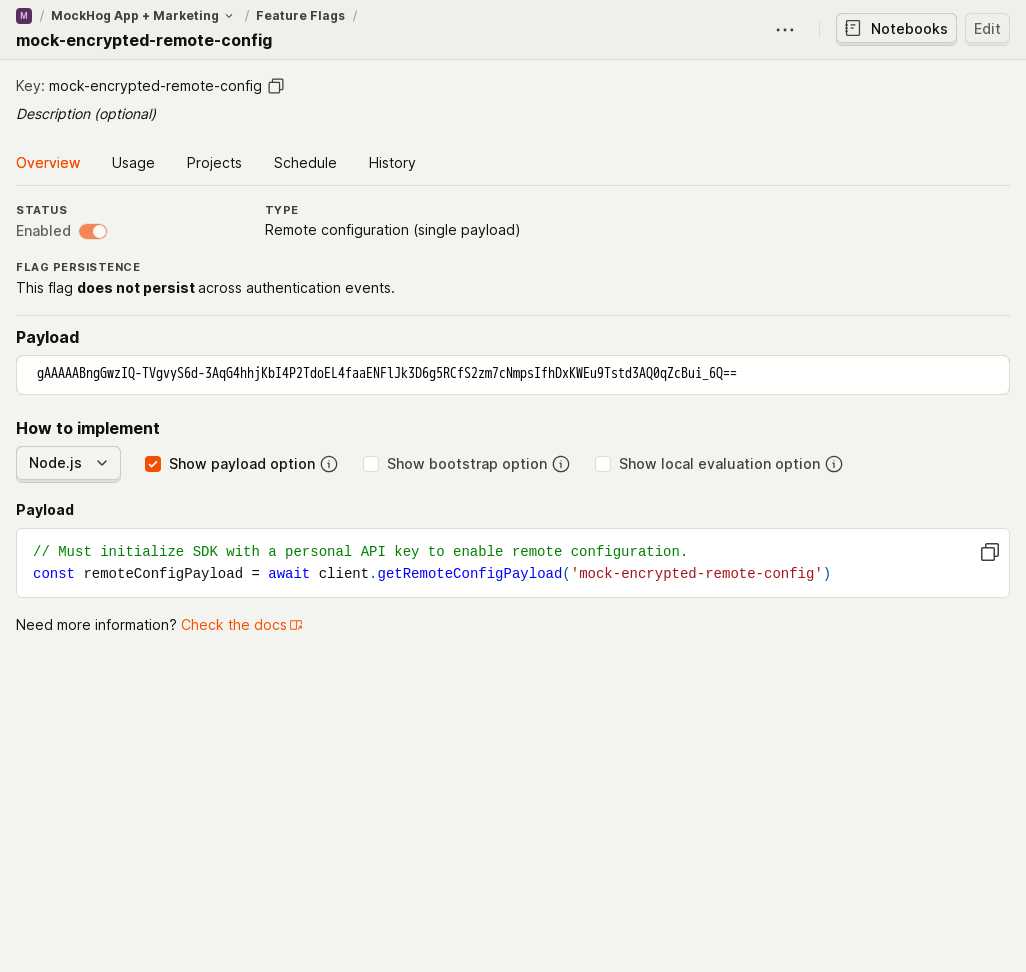 M / MockHog App + Marketing / Feature Flags /
mock-encrypted-remote-config
Notebooks
Edit
Key: mock-encrypted-remote-config
Description (optional)
Overview Usage Projects Schedule History
STATUS
Enabled
TYPE
Remote configuration (single payload)
FLAG PERSISTENCE
This flag does not persist across authentication events.
Payload
gAAAAABngGwzIQ-TVgvyS6d-3AqG4hhjKbI4P2TdoEL4faaENFlJk3D6g5RCfS2zm7cNmpsIfhDxKWEu9Tstd3AQ0qZcBui_6Q==
How to implement
Node.js Show payload option Show bootstrap option Show local evaluation option
Payload
// Must initialize SDK with a personal API key to enable remote configuration.
const remoteConfigPayload = await client.getRemoteConfigPayload('mock-encrypted-remote-config')
Need more information? Check the docs